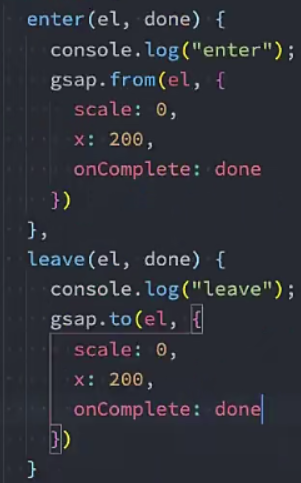 enter(el, done) {
console.log("enter");
gsap.from(el, {
scale: 0,
x: 200,
onComplete: done
})
},
leave(el, done) {
console.log("leave");
gsap.to(el, {
scale: 0,
x: 200,
onComplete: done
})
}